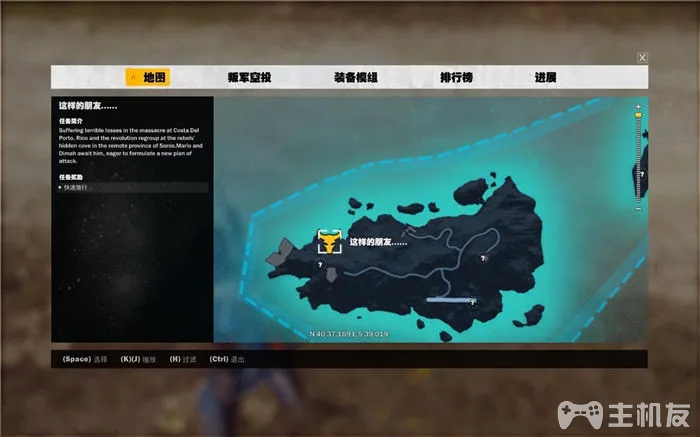 X
地图 叛军空投 装备模组 排行榜 进展
这样的朋友……
任务简介
Suffering terrible losses in the massacre at Costa Del
Porto, Rico and the revolution regroup at the rebels'
hidden cove in the remote province of Soros.Mario and
Dimah await him, eager to formulate a new plan of
attack.
任务奖励
快速旅行
+
?
这样的朋友……
?
?
?
−
N 40 37.169 E 5 39.019
(Space) 选择 (K)(J) 缩放 (H) 过滤 (Ctrl) 退出
主机友